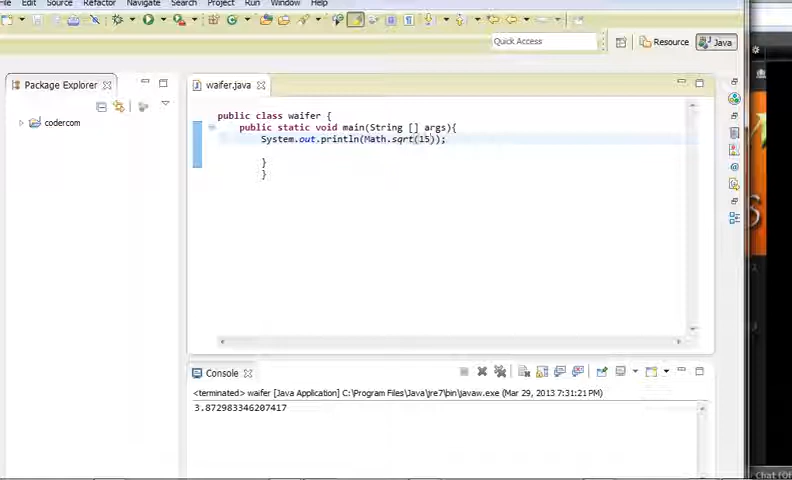 File Edit Source Refactor Navigate Search Project Run Window Help
Quick Access
Resource
Java
Package Explorer
codercom
waifer.java
public class waifer {
public static void main(String [] args){
System.out.println(Math.sqrt(15));
}
}
Console
<terminated> waifer [Java Application] C:\Program Files\Java\jre7\bin\javaw.exe (Mar 29, 2013 7:31:21 PM)
3.872983346207417